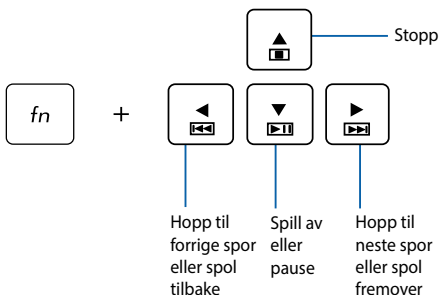 Stopp
fn
+
Hopp til
forrige spor
eller spol
tilbake
Spill av
eller
pause
Hopp til
neste spor
eller spol
fremover